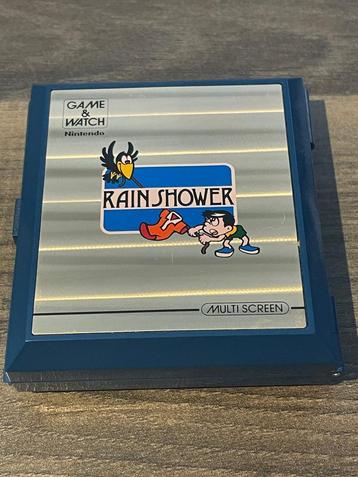 GAME
&
WATCH
Nintendo
RAIN SHOWER
MULTI SCREEN